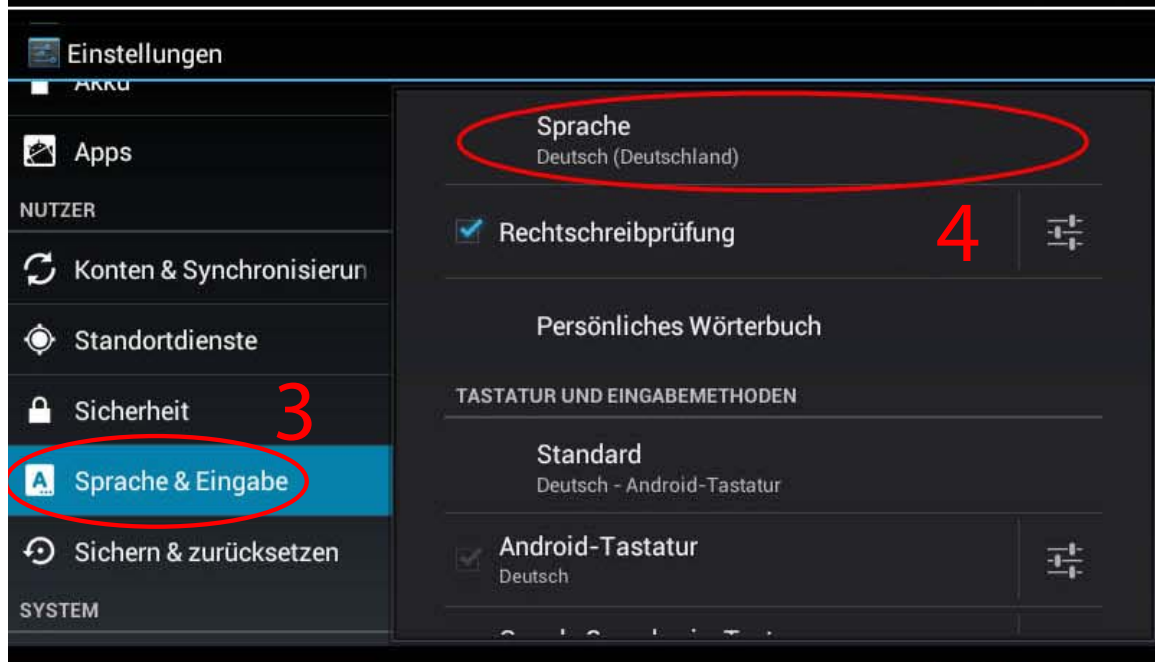 Einstellungen
Akku
Apps
NUTZER
Konten & Synchronisierun
Standortdienste
Sicherheit
3
Sprache & Eingabe
Sichern & zurücksetzen
SYSTEM
Sprache
Deutsch (Deutschland)
4
Rechtschreibprüfung
Persönliches Wörterbuch
TASTATUR UND EINGABEMETHODEN
Standard
Deutsch - Android-Tastatur
Android-Tastatur
Deutsch